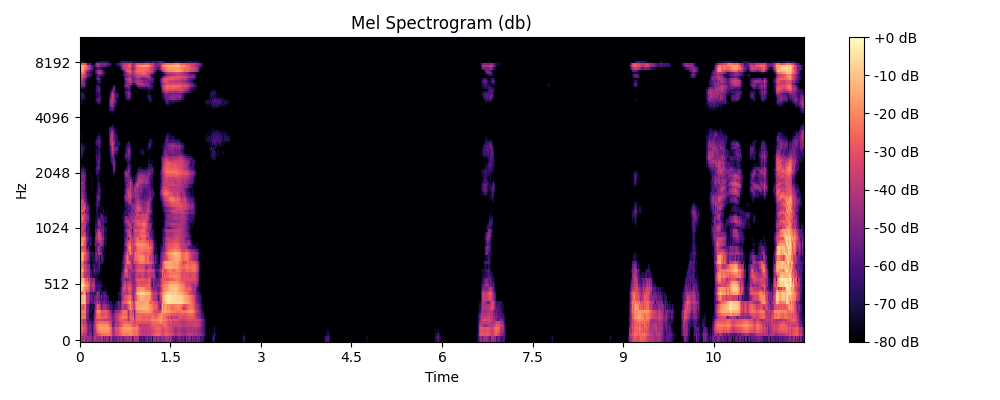 Mel Spectrogram (db)
+0 dB
8192
-10 dB
4096
-20 dB
-30 dB
2048
Hz
-40 dB
1024
-50 dB
-60 dB
512
-70 dB
0
-80 dB
0 1.5 3 4.5 6 7.5 9 10
Time